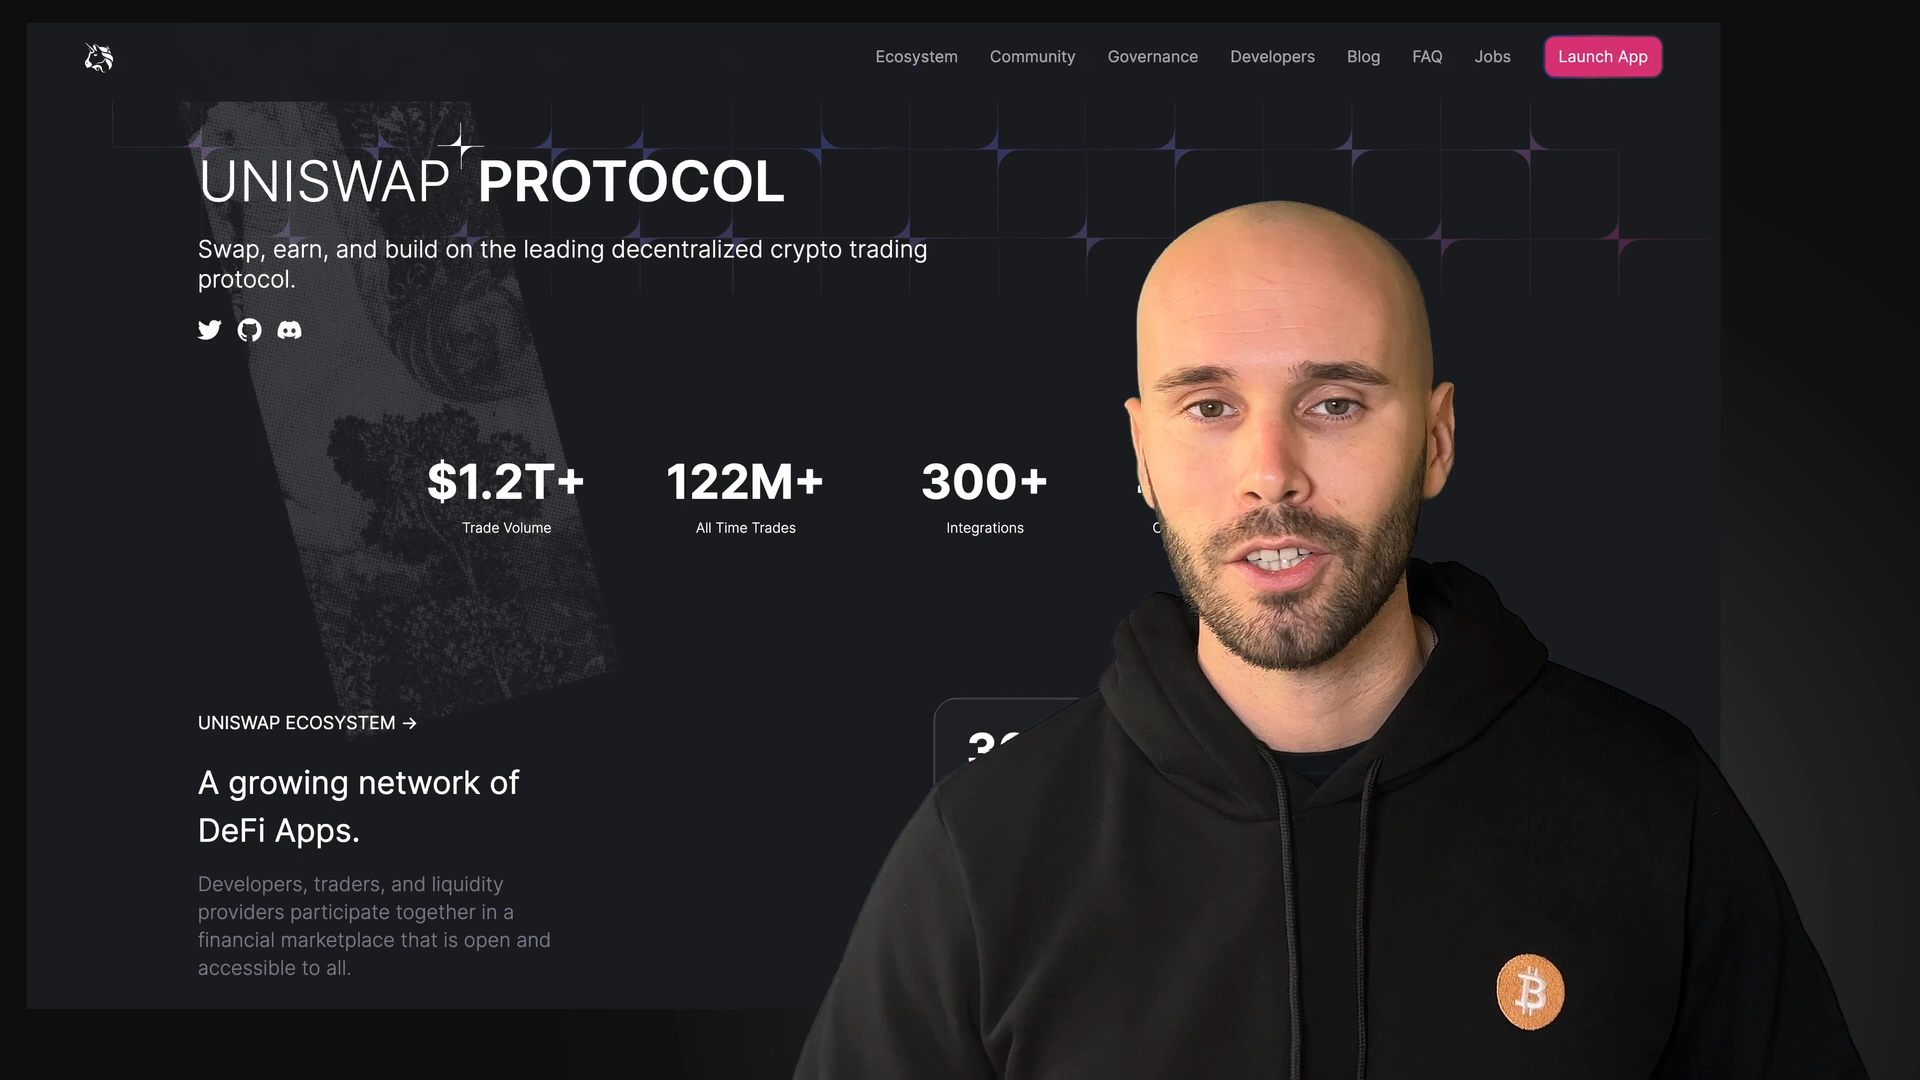 Ecosystem Community Governance Developers Blog FAQ Jobs Launch App
UNISWAP PROTOCOL
Swap, earn, and build on the leading decentralized crypto trading
protocol.
$1.2T+ 122M+ 300+
Trade Volume All Time Trades Integrations
UNISWAP ECOSYSTEM →
A growing network of
DeFi Apps.
Developers, traders, and liquidity
providers participate together in a
financial marketplace that is open and
accessible to all.